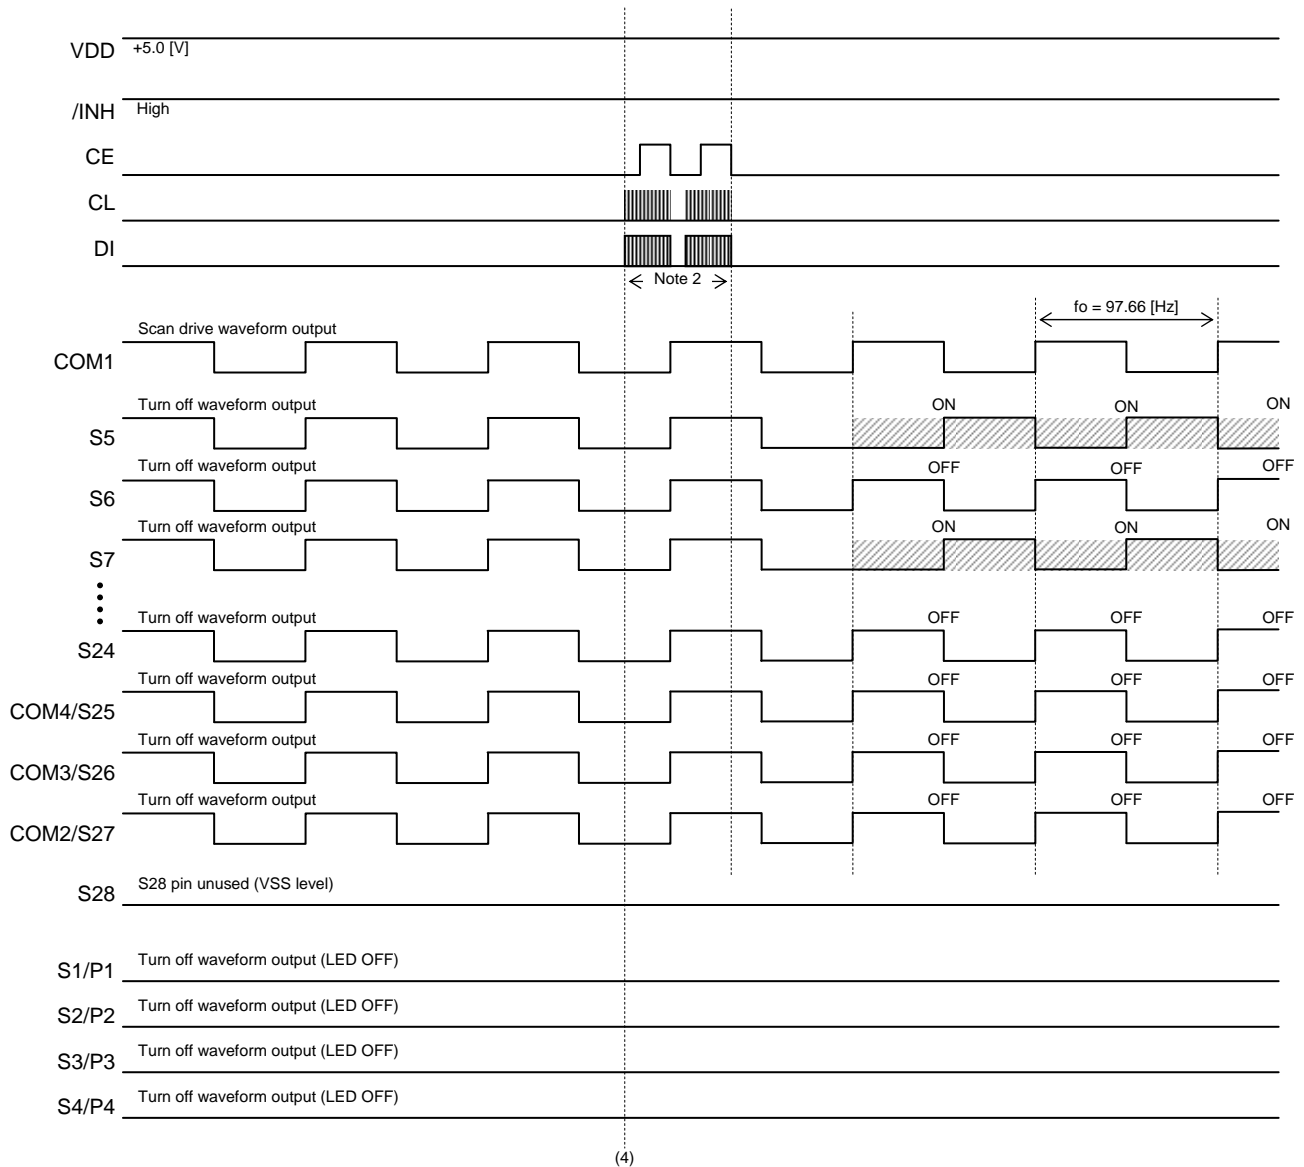 VDD +5.0 [V]
/INH High
CE
CL
DI
Note 2
fo = 97.66 [Hz]
Scan drive waveform output
COM1
Turn off waveform output ON ON ON
S5
Turn off waveform output OFF OFF OFF
S6
Turn off waveform output ON ON ON
S7
Turn off waveform output OFF OFF OFF
S24
Turn off waveform output OFF OFF OFF
COM4/S25
Turn off waveform output OFF OFF OFF
COM3/S26
Turn off waveform output OFF OFF OFF
COM2/S27
S28 pin unused (VSS level)
S28
Turn off waveform output (LED OFF)
S1/P1
Turn off waveform output (LED OFF)
S2/P2
Turn off waveform output (LED OFF)
S3/P3
Turn off waveform output (LED OFF)
S4/P4
(4)